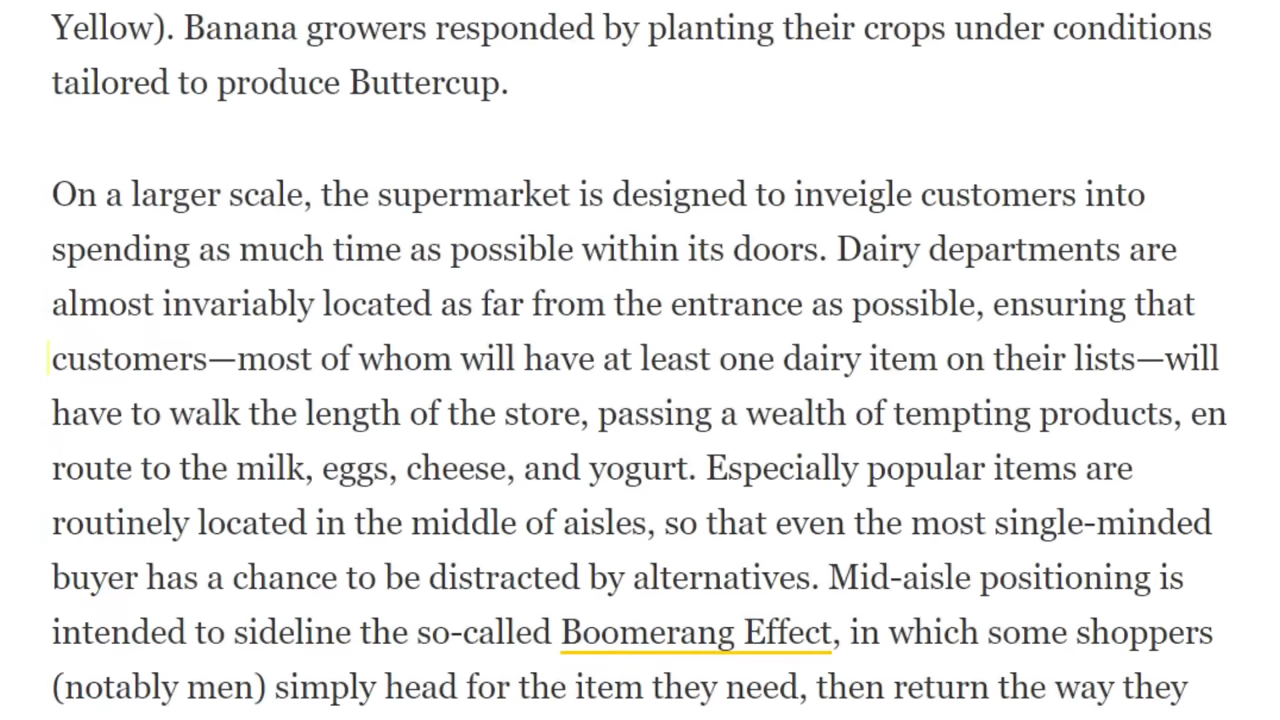 Yellow). Banana growers responded by planting their crops under conditions
tailored to produce Buttercup.
On a larger scale, the supermarket is designed to inveigle customers into
spending as much time as possible within its doors. Dairy departments are
almost invariably located as far from the entrance as possible, ensuring that
customers—most of whom will have at least one dairy item on their lists—will
have to walk the length of the store, passing a wealth of tempting products, en
route to the milk, eggs, cheese, and yogurt. Especially popular items are
routinely located in the middle of aisles, so that even the most single-minded
buyer has a chance to be distracted by alternatives. Mid-aisle positioning is
intended to sideline the so-called Boomerang Effect, in which some shoppers
(notably men) simply head for the item they need, then return the way they